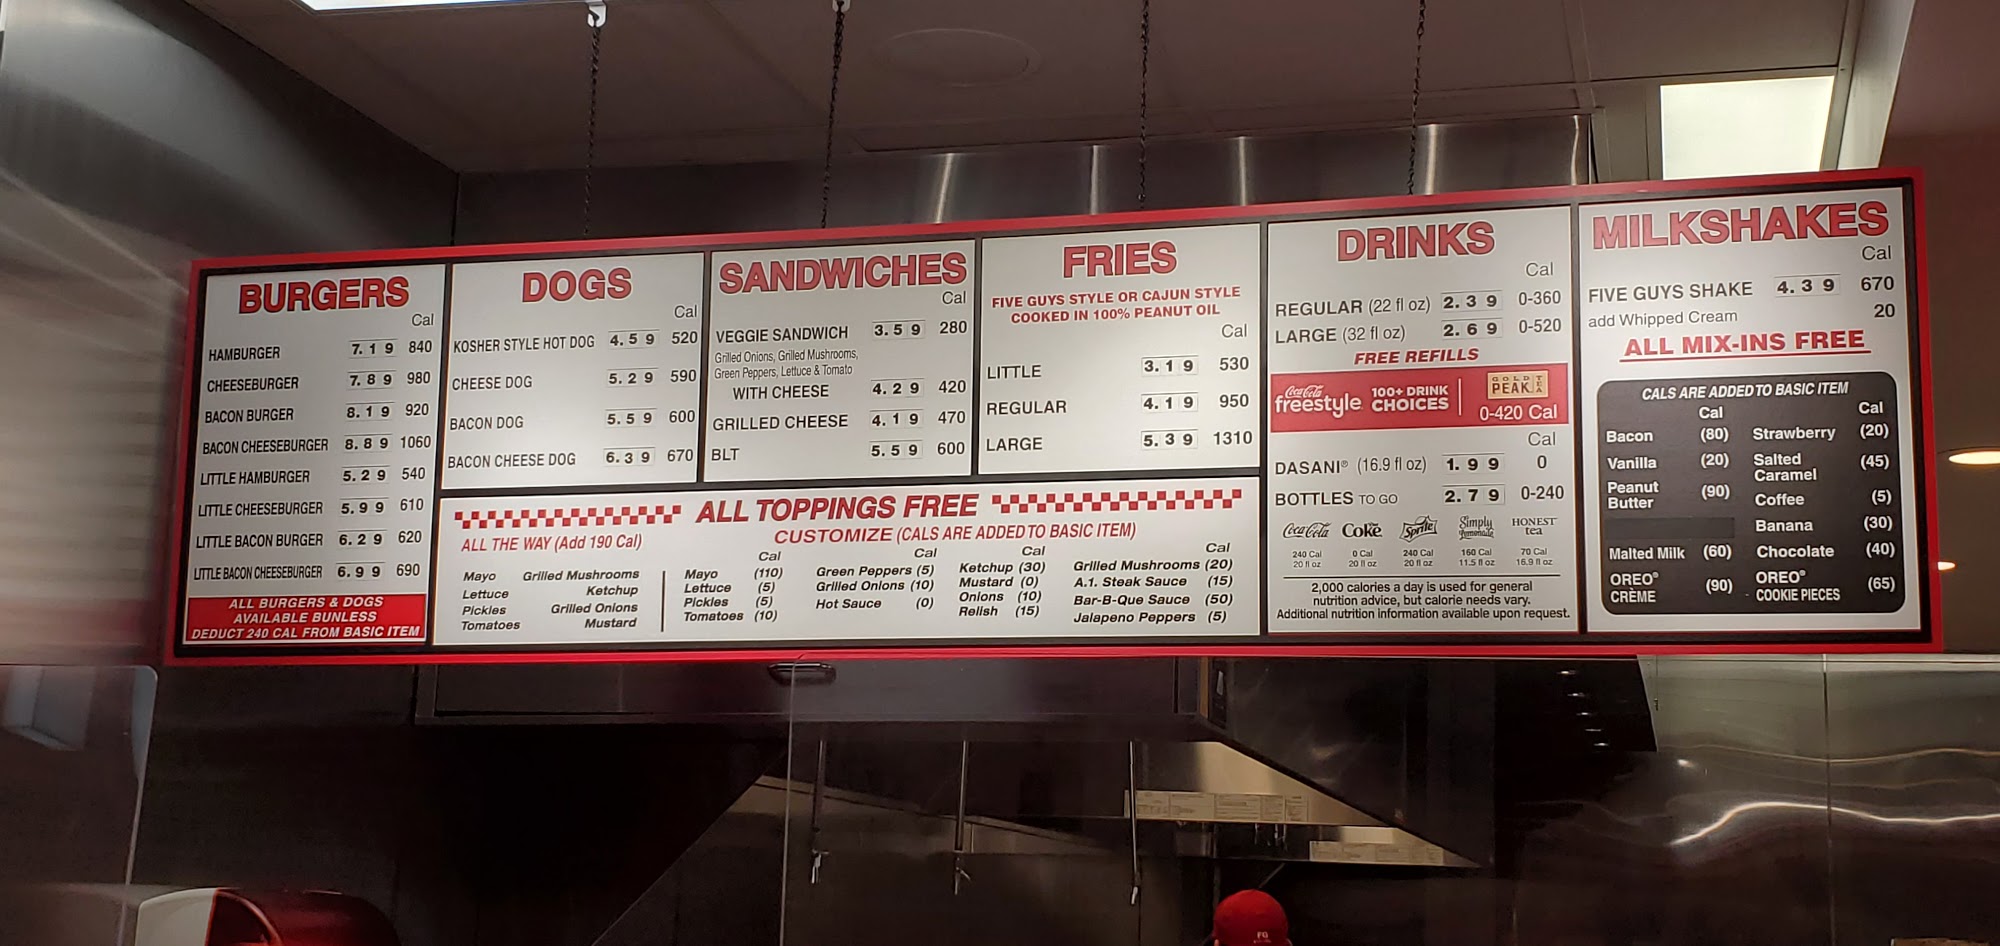 BURGERS
Cal
HAMBURGER 7.19 840
CHEESEBURGER 7.89 980
BACON BURGER 8.19 920
BACON CHEESEBURGER 8.89 1060
LITTLE HAMBURGER 5.29 540
LITTLE CHEESEBURGER 5.99 610
LITTLE BACON BURGER 6.29 620
LITTLE BACON CHEESEBURGER 6.99 690
ALL BURGERS & DOGS
AVAILABLE BUNLESS
DEDUCT 240 CAL FROM BASIC ITEM
DOGS
Cal
KOSHER STYLE HOT DOG 4.59 520
CHEESE DOG 5.29 590
BACON DOG 5.59 600
BACON CHEESE DOG 6.39 670
SANDWICHES
Cal
VEGGIE SANDWICH 3.59 280
Grilled Onions, Grilled Mushrooms,
Green Peppers, Lettuce & Tomato
WITH CHEESE 4.29 420
GRILLED CHEESE 4.19 470
BLT 5.59 600
FRIES
FIVE GUYS STYLE OR CAJUN STYLE
COOKED IN 100% PEANUT OIL
Cal
LITTLE 3.19 530
REGULAR 4.19 950
LARGE 5.39 1310
ALL TOPPINGS FREE
CUSTOMIZE (CALS ARE ADDED TO BASIC ITEM)
ALL THE WAY (Add 190 Cal)
Mayo Grilled Mushrooms
Lettuce Ketchup
Pickles Grilled Onions
Tomatoes Mustard
Cal
Mayo (110)
Lettuce (5)
Pickles (5)
Tomatoes (10)
Cal
Green Peppers (5)
Grilled Onions (10)
Hot Sauce (0)
Cal
Ketchup (30)
Mustard (0)
Onions (10)
Relish (15)
Cal
Grilled Mushrooms (20)
A.1. Steak Sauce (15)
Bar-B-Que Sauce (50)
Jalapeno Peppers (5)
DRINKS
Cal
REGULAR (22 fl oz) 2.39 0-360
LARGE (32 fl oz) 2.69 0-520
FREE REFILLS
Coca-Cola
freestyle
100+ DRINK
CHOICES
GOLD
PEAK
TEA
0-420 Cal
Cal
DASANI® (16.9 fl oz) 1.99 0
BOTTLES TO GO 2.79 0-240
Coca-Cola Coke Sprite Simply Lemonade HONEST tea
240 Cal 0 Cal 240 Cal 160 Cal 70 Cal
20 fl oz 20 fl oz 20 fl oz 11.5 fl oz 16.9 fl oz
2,000 calories a day is used for general
nutrition advice, but calorie needs vary.
Additional nutrition information available upon request.
MILKSHAKES
Cal
FIVE GUYS SHAKE 4.39 670
add Whipped Cream 20
ALL MIX-INS FREE
CALS ARE ADDED TO BASIC ITEM
Cal
Bacon (80)
Vanilla (20)
Peanut
Butter (90)
Malted Milk (60)
OREO®
CRÈME (90)
Cal
Strawberry (20)
Salted
Caramel (45)
Coffee (5)
Banana (30)
Chocolate (40)
OREO®
COOKIE PIECES (65)
FG